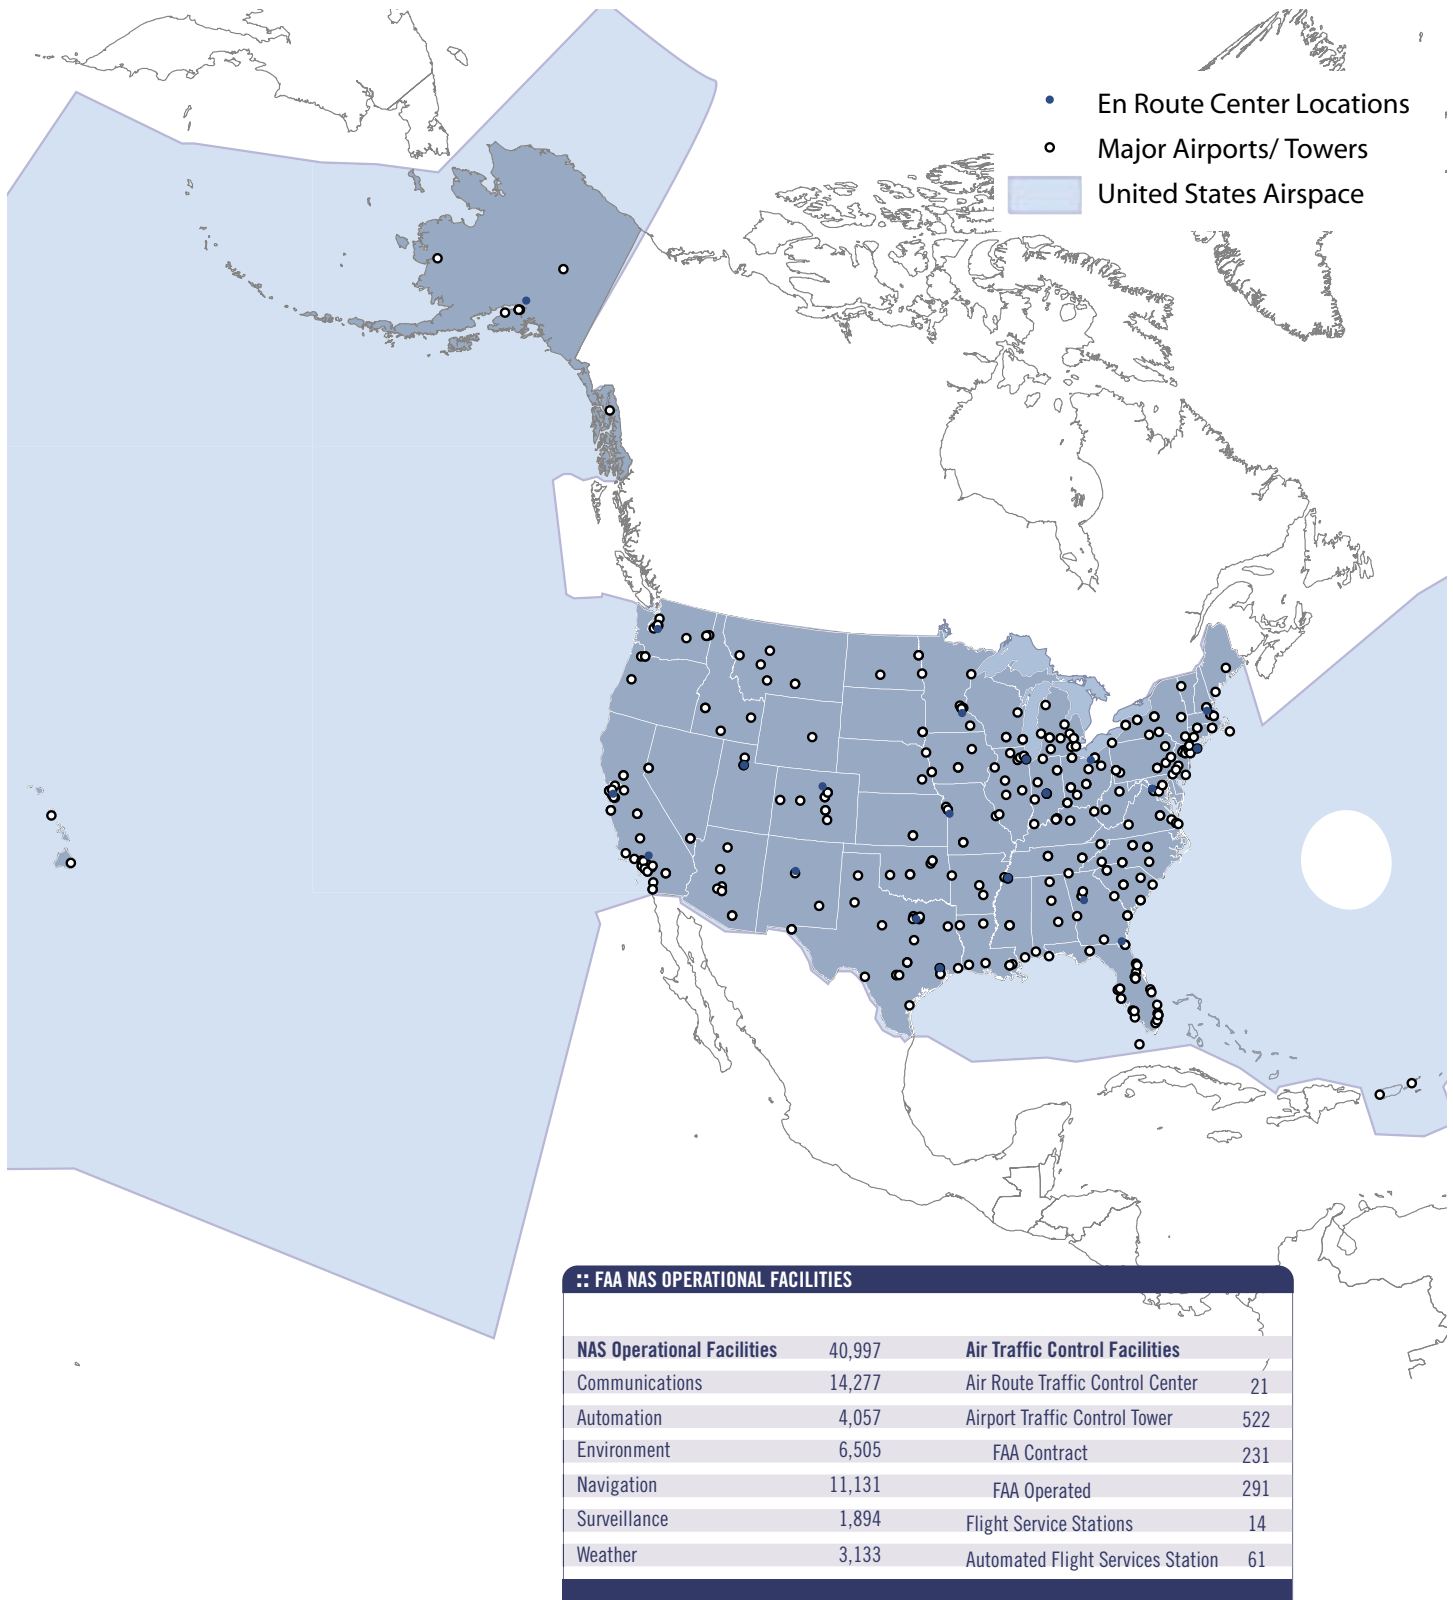 En Route Center Locations
Major Airports/ Towers
United States Airspace
:: FAA NAS OPERATIONAL FACILITIES
NAS Operational Facilities 40,997 Air Traffic Control Facilities
Communications 14,277 Air Route Traffic Control Center 21
Automation 4,057 Airport Traffic Control Tower 522
Environment 6,505 FAA Contract 231
Navigation 11,131 FAA Operated 291
Surveillance 1,894 Flight Service Stations 14
Weather 3,133 Automated Flight Services Station 61